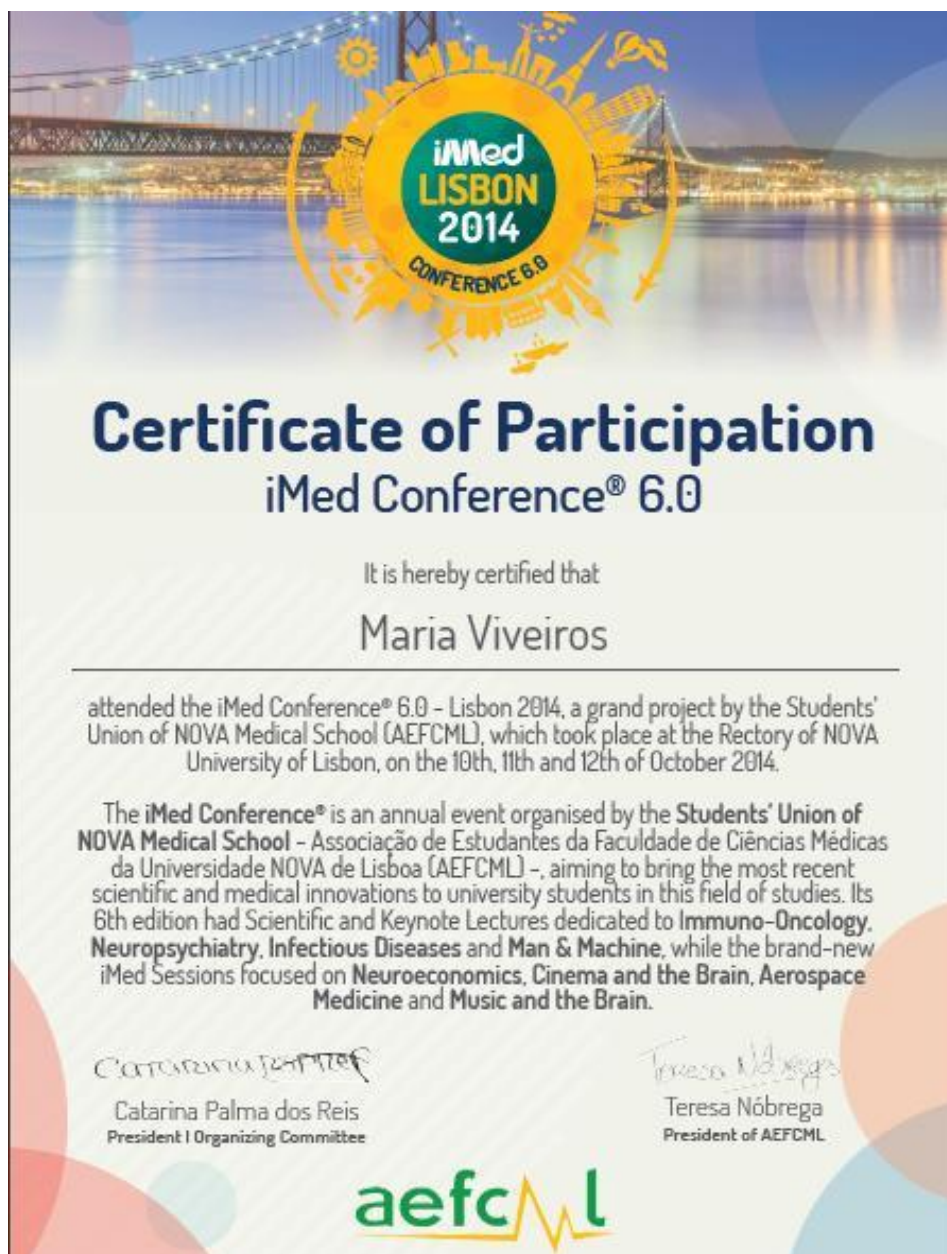 iMed
LISBON
2014
CONFERENCE 6.0
Certificate of Participation
iMed Conference® 6.0
It is hereby certified that
Maria Viveiros
attended the iMed Conference® 6.0 - Lisbon 2014, a grand project by the Students'
Union of NOVA Medical School (AEFCML), which took place at the Rectory of NOVA
University of Lisbon, on the 10th, 11th and 12th of October 2014.
The iMed Conference® is an annual event organised by the Students' Union of
NOVA Medical School - Associação de Estudantes da Faculdade de Ciências Médicas
da Universidade NOVA de Lisboa (AEFCML) -, aiming to bring the most recent
scientific and medical innovations to university students in this field of studies. Its
6th edition had Scientific and Keynote Lectures dedicated to Immuno-Oncology,
Neuropsychiatry, Infectious Diseases and Man & Machine, while the brand-new
iMed Sessions focused on Neuroeconomics, Cinema and the Brain, Aerospace
Medicine and Music and the Brain.
Teresa Nóbrega
Catarina Palma dos Reis
President | Organizing Committee
Teresa Nóbrega
President of AEFCML
aefcml